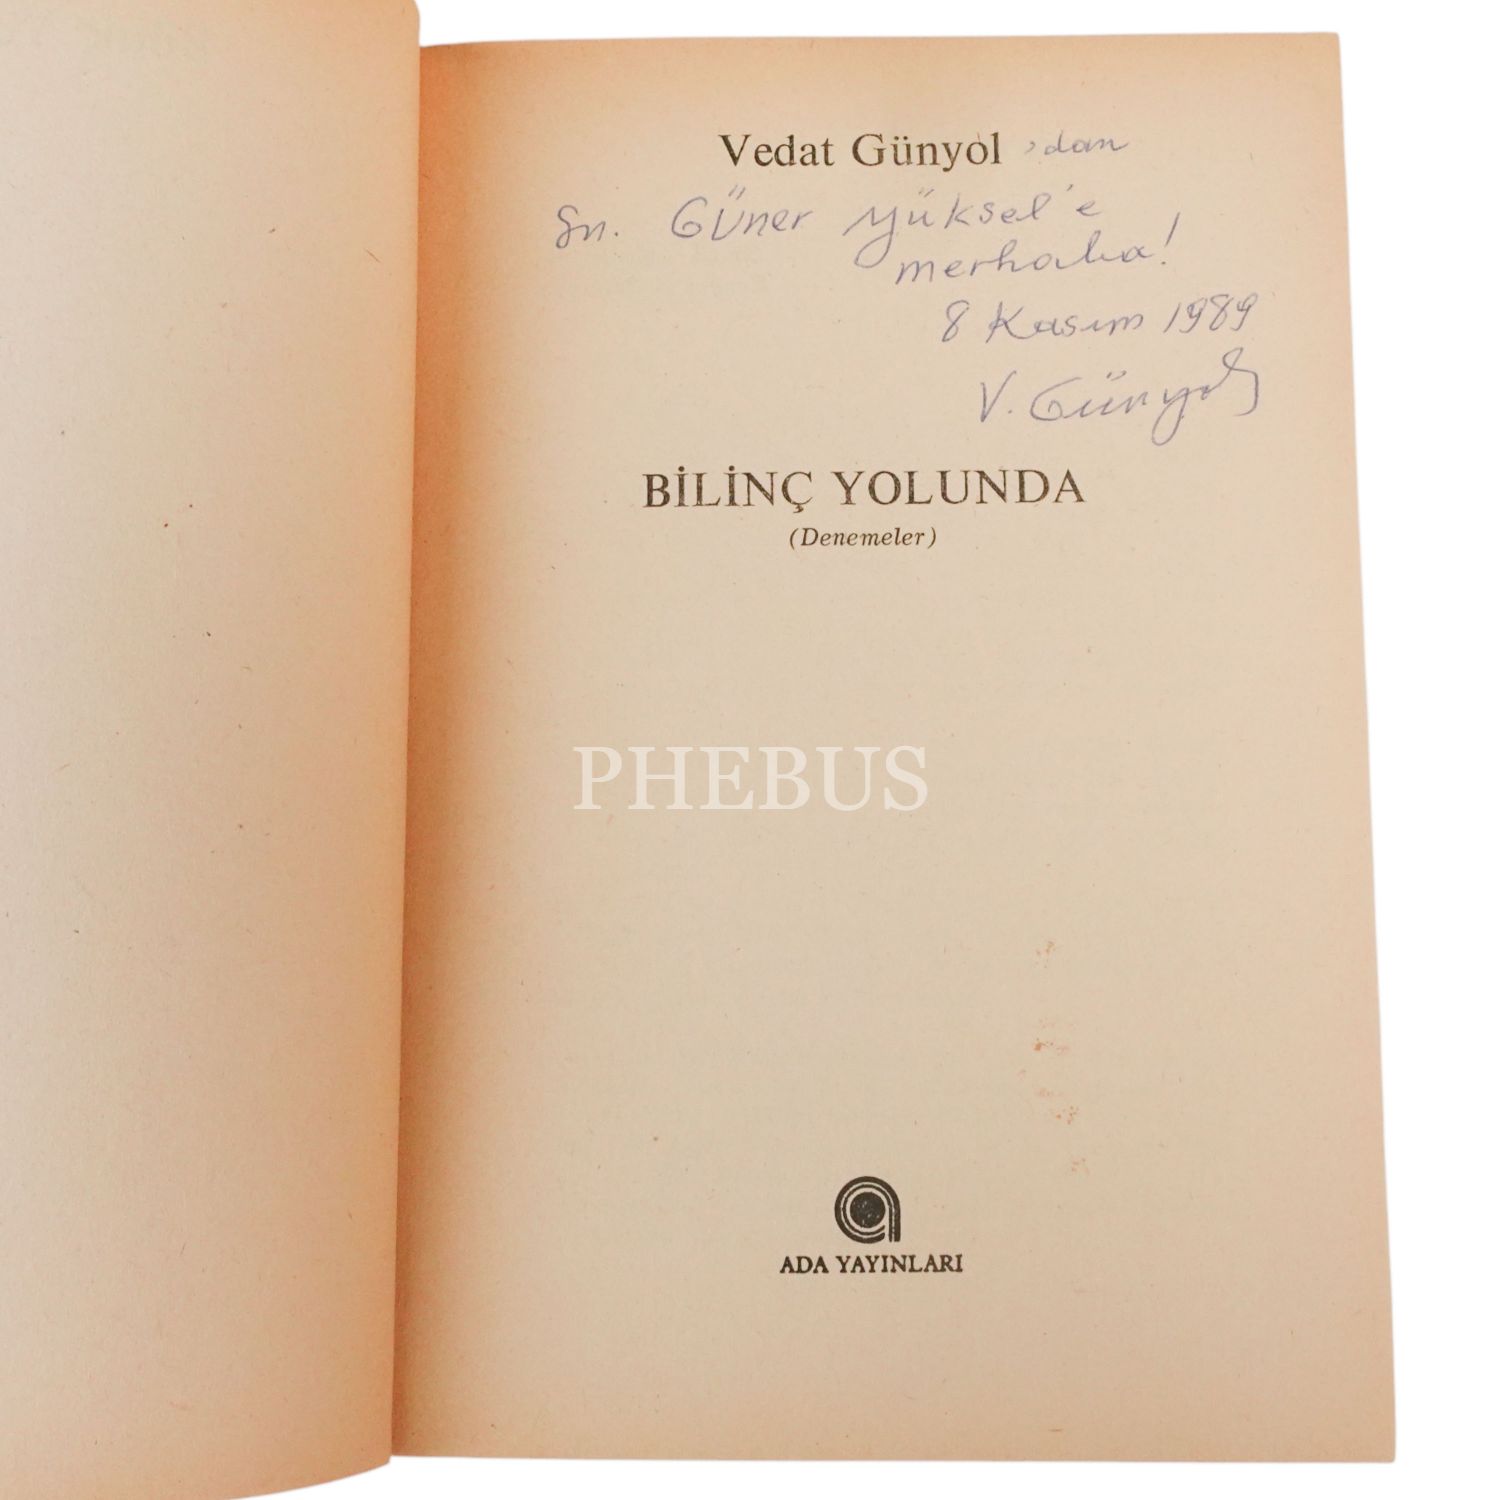 Vedat Günyol 'dan
Sn. Güner Yüksel'e
merhaba!
8 Kasım 1989
V. Günyol
BİLİNÇ YOLUNDA
(Denemeler)
PHEBUS
ADA YAYINLARI